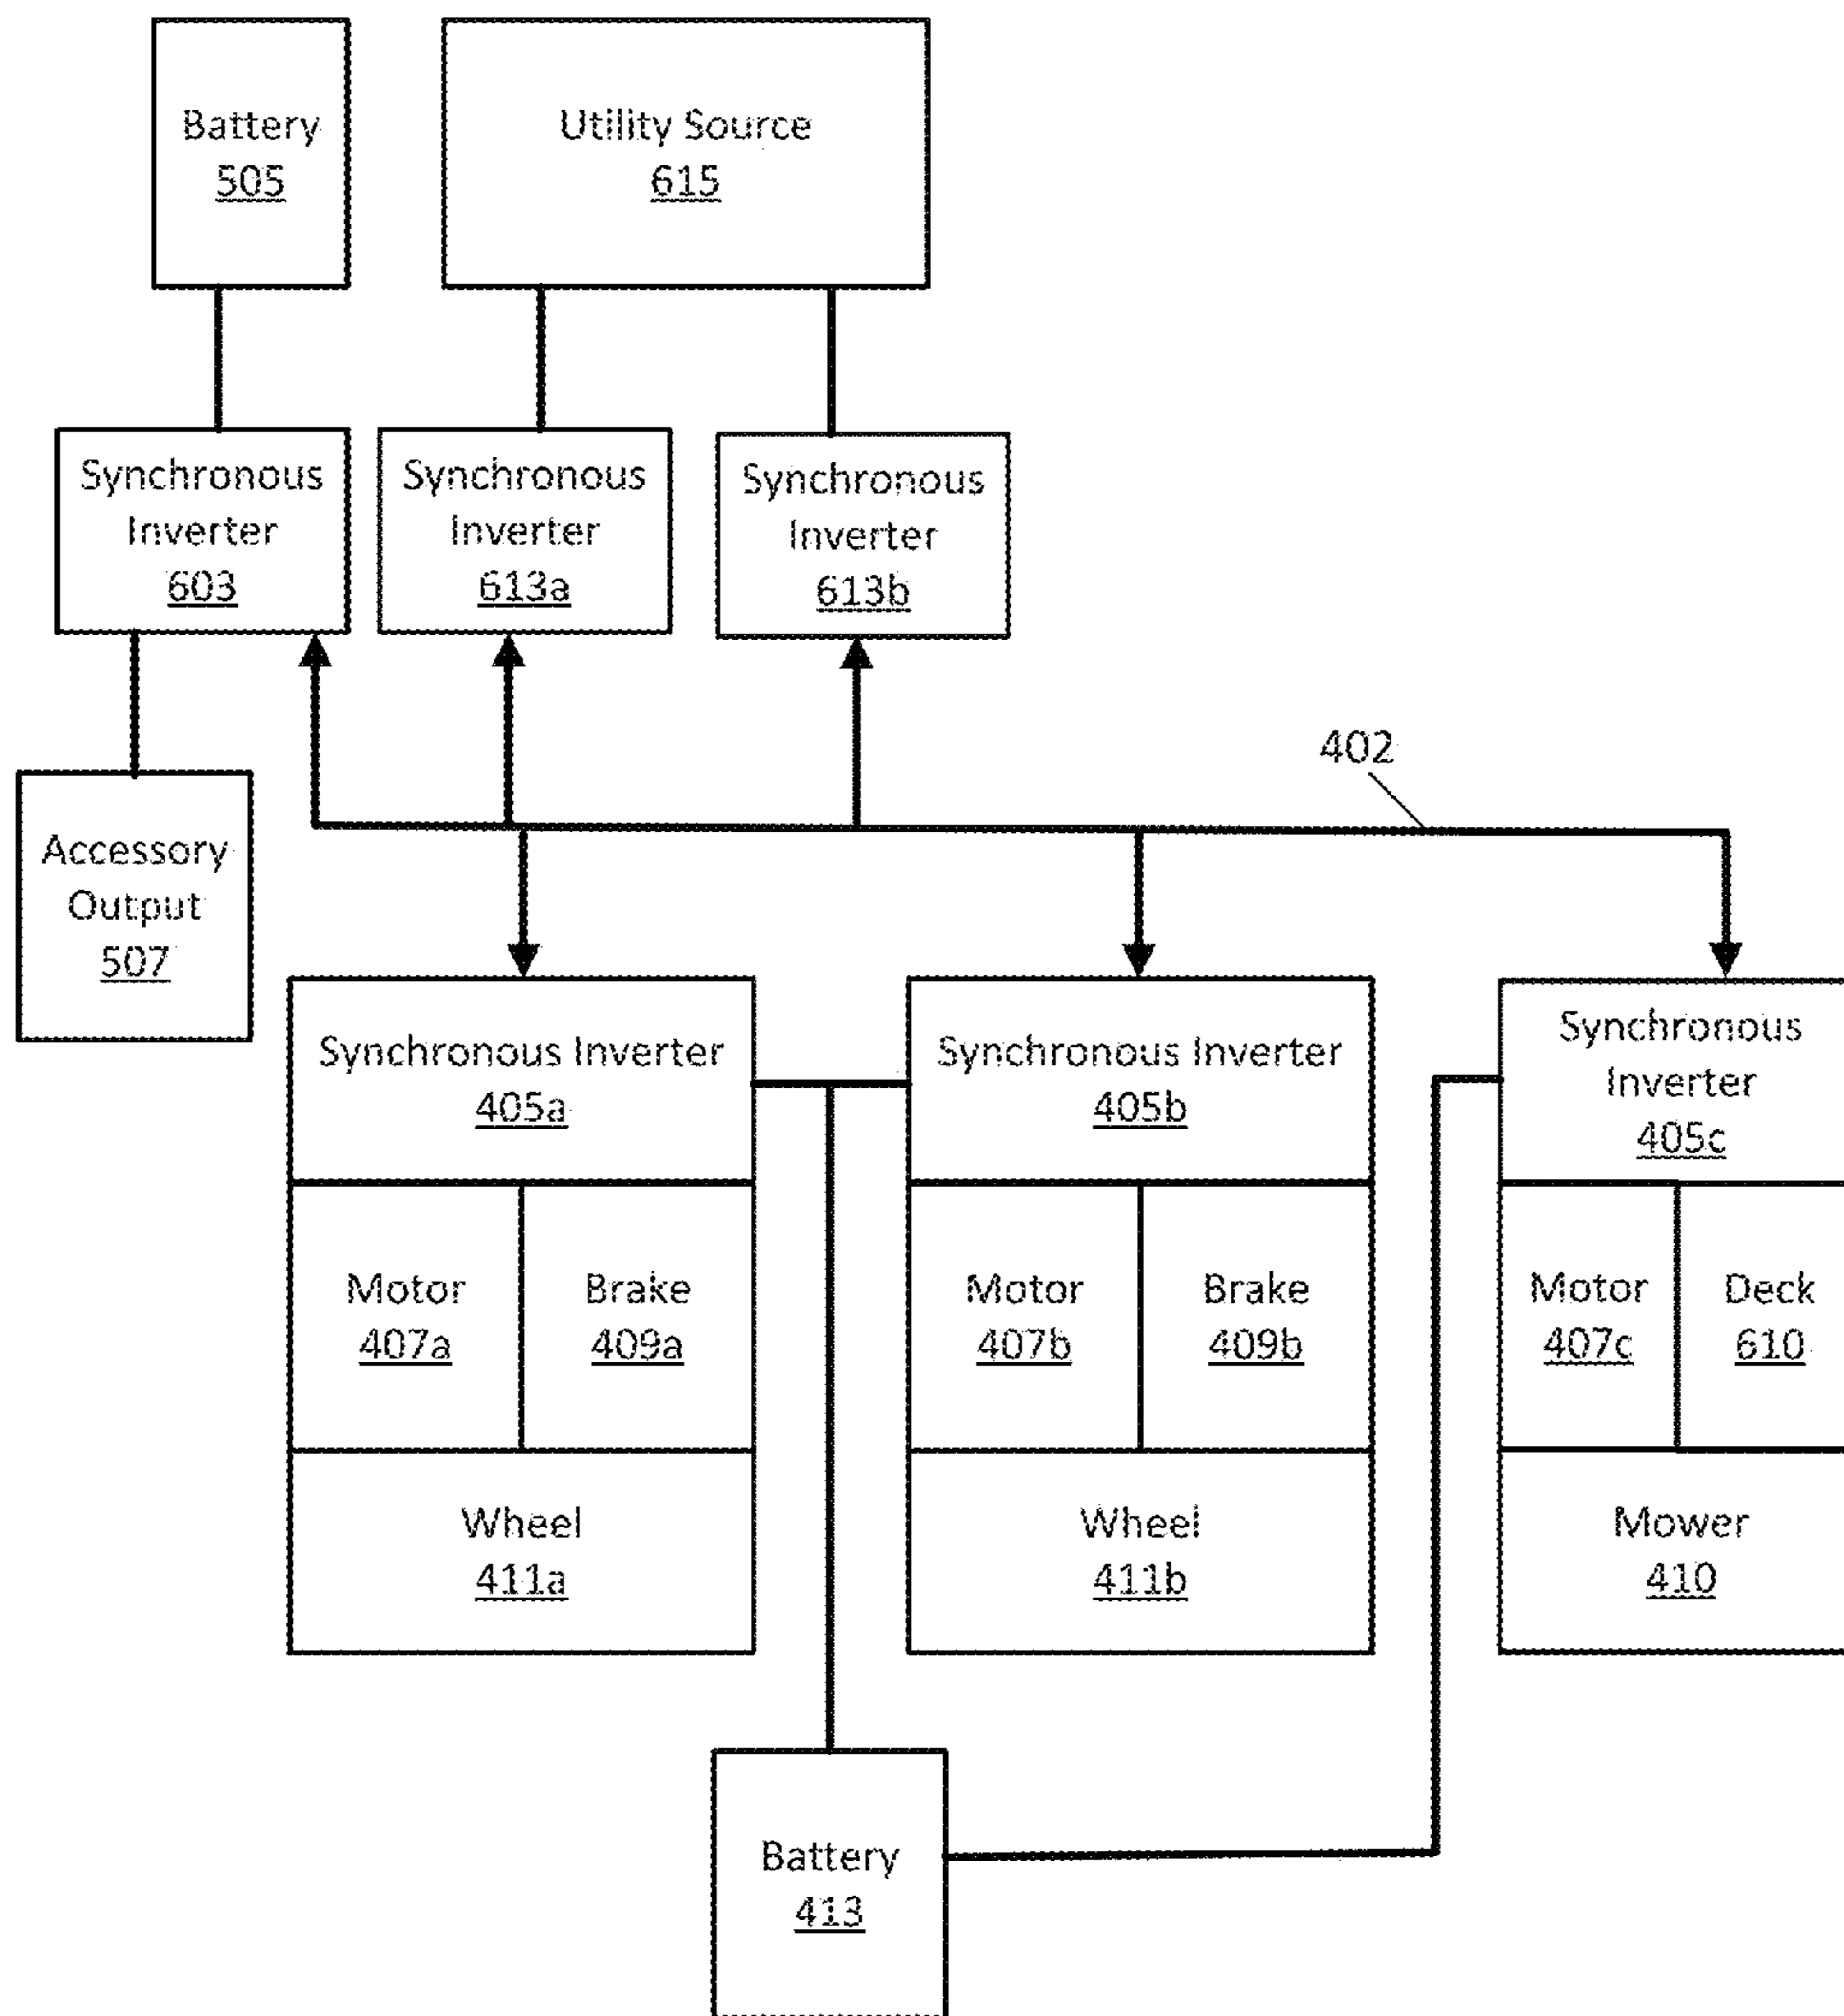 Battery
505
Utility Source
615
Synchronous
Inverter
603
Synchronous
Inverter
613a
Synchronous
Inverter
613b
402
Accessory
Output
507
Synchronous Inverter
405a
Synchronous Inverter
405b
Synchronous
Inverter
405c
Motor
407a
Brake
409a
Motor
407b
Brake
409b
Motor
407c
Deck
610
Wheel
411a
Wheel
411b
Mower
410
Battery
413